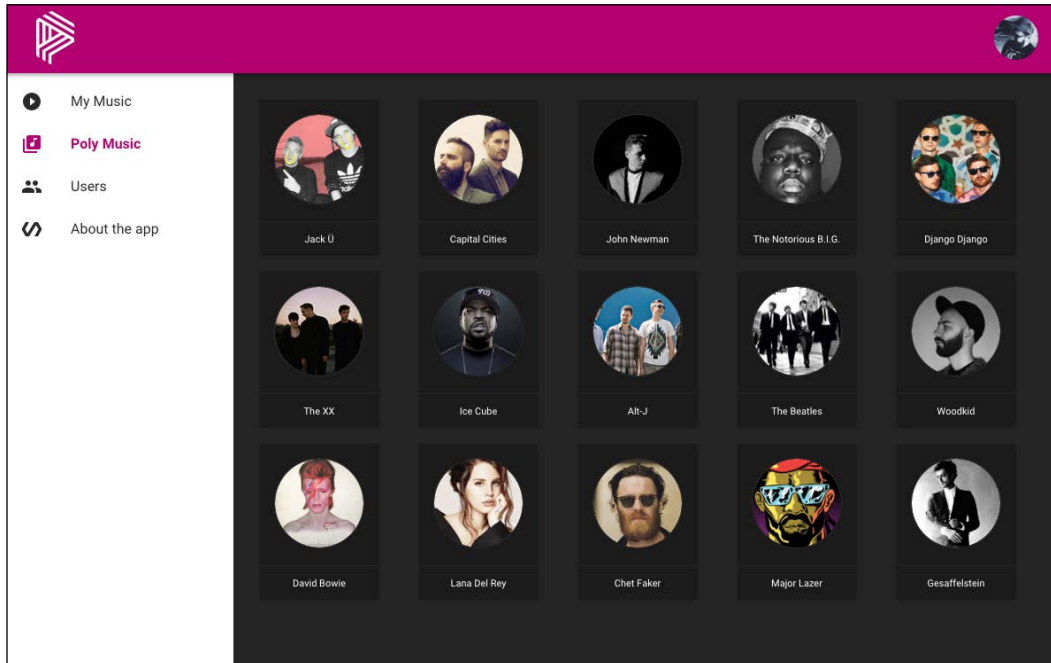 My Music
Poly Music
Users
About the app
Jack Ü
Capital Cities
John Newman
The Notorious B.I.G.
Django Django
The XX
Ice Cube
Alt-J
The Beatles
Woodkid
David Bowie
Lana Del Rey
Chet Faker
Major Lazer
Gesaffelstein